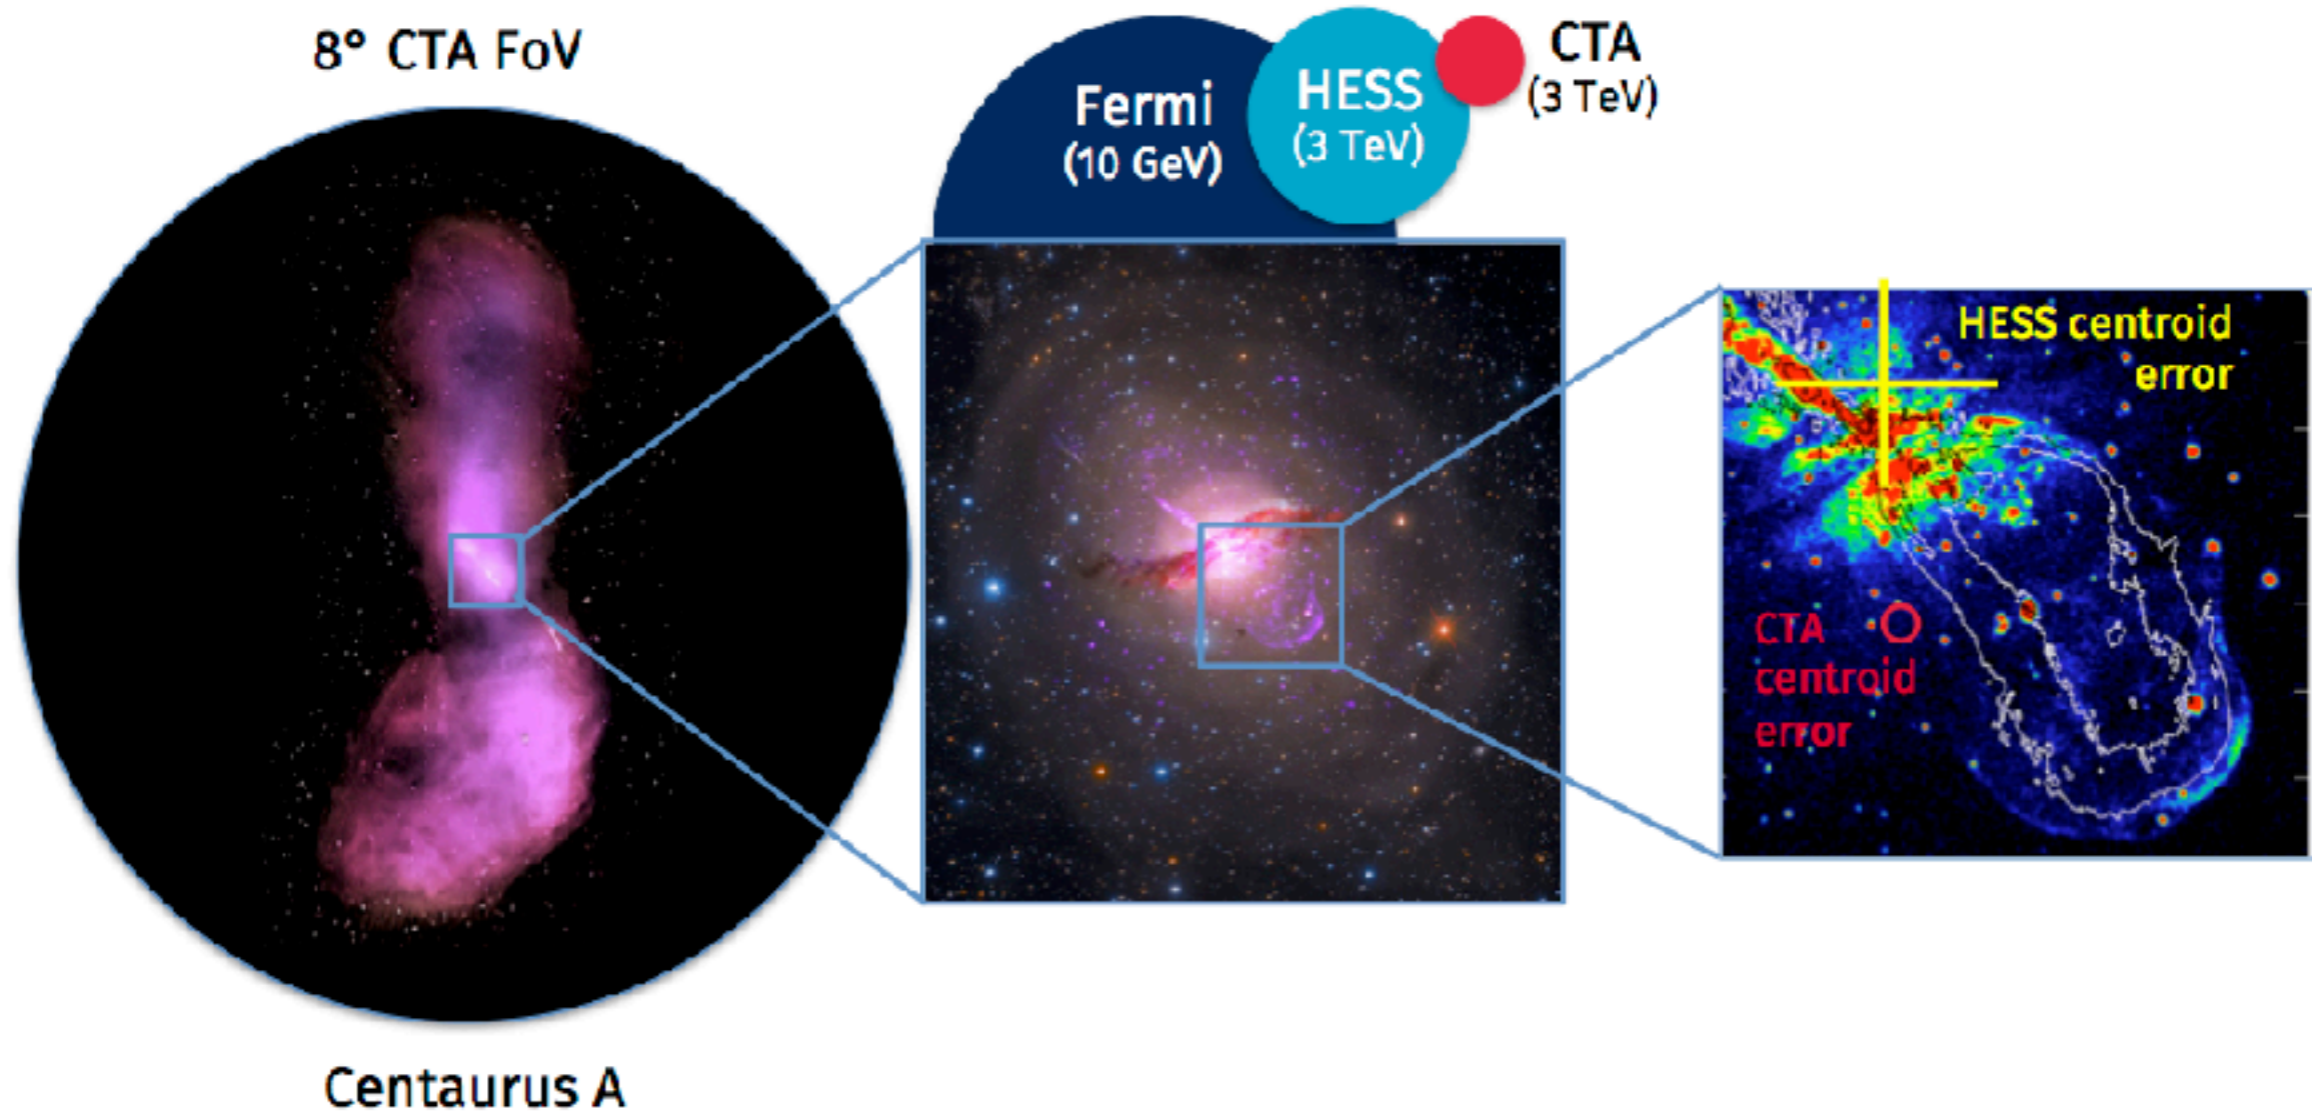 8° CTA FoV
Fermi
(10 GeV)
HESS
(3 TeV)
CTA
(3 TeV)
HESS centroid
error
CTA
centroid
error
Centaurus A